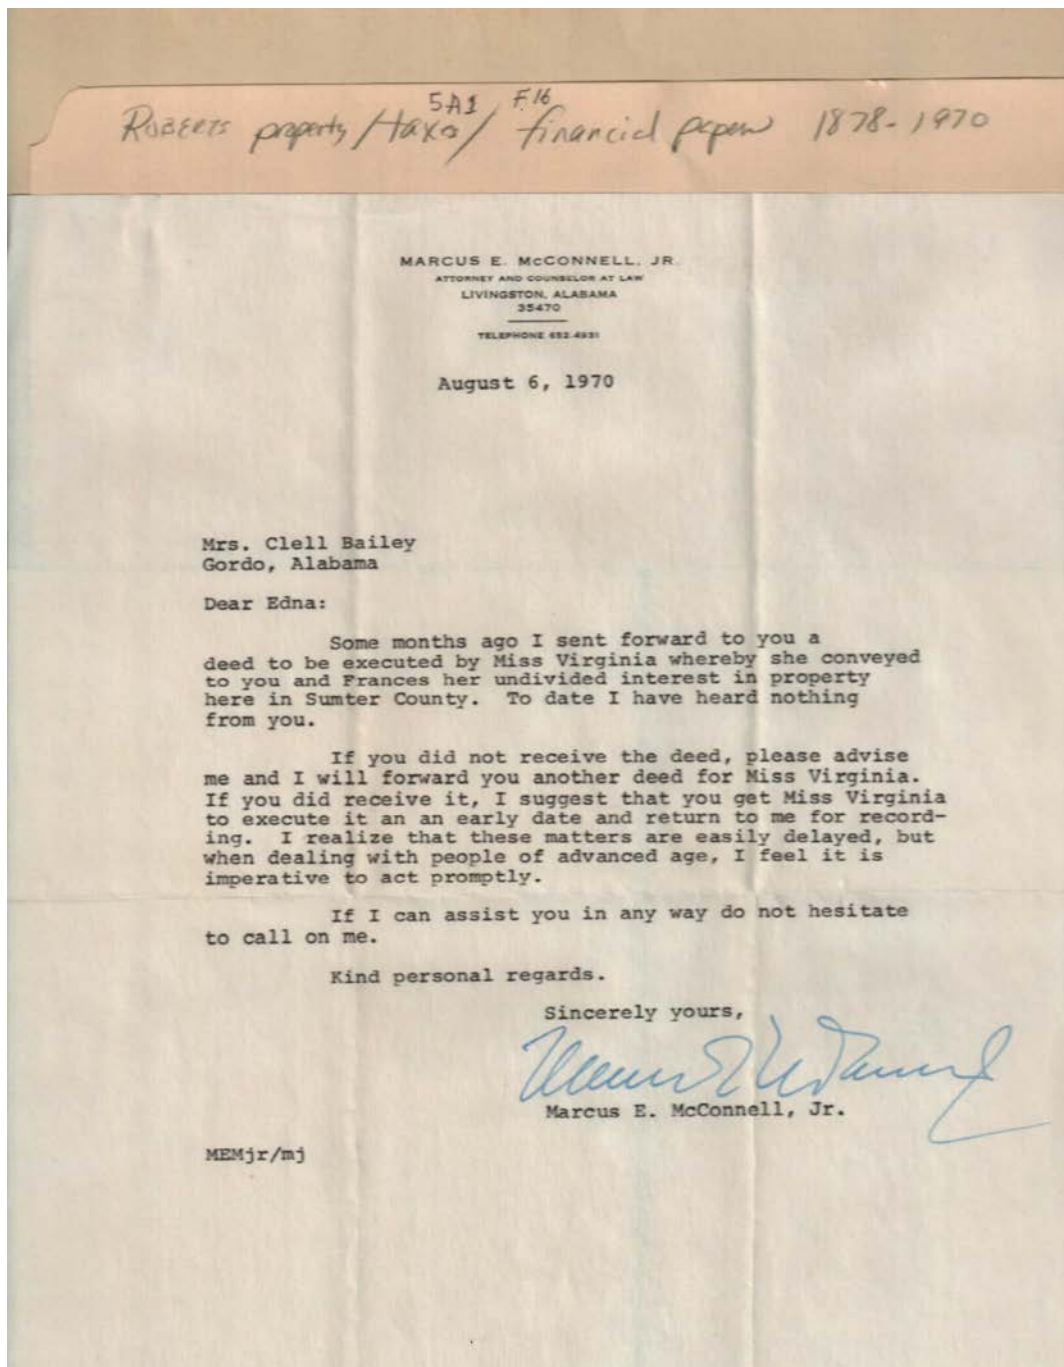 5A1 F.16
ROBERTS property/taxes/ financial papers 1878-1970
MARCUS E. McCONNELL, JR.
ATTORNEY AND COUNSELOR AT LAW
LIVINGSTON, ALABAMA
35470
TELEPHONE 652-4931
August 6, 1970
Mrs. Clell Bailey
Gordo, Alabama
Dear Edna:
Some months ago I sent forward to you a
deed to be executed by Miss Virginia whereby she conveyed
to you and Frances her undivided interest in property
here in Sumter County. To date I have heard nothing
from you.
If you did not receive the deed, please advise
me and I will forward you another deed for Miss Virginia.
If you did receive it, I suggest that you get Miss Virginia
to execute it an an early date and return to me for record-
ing. I realize that these matters are easily delayed, but
when dealing with people of advanced age, I feel it is
imperative to act promptly.
If I can assist you in any way do not hesitate
to call on me.
Kind personal regards.
Sincerely yours,
Marcus E. McConnell, Jr.
MEMjr/mj